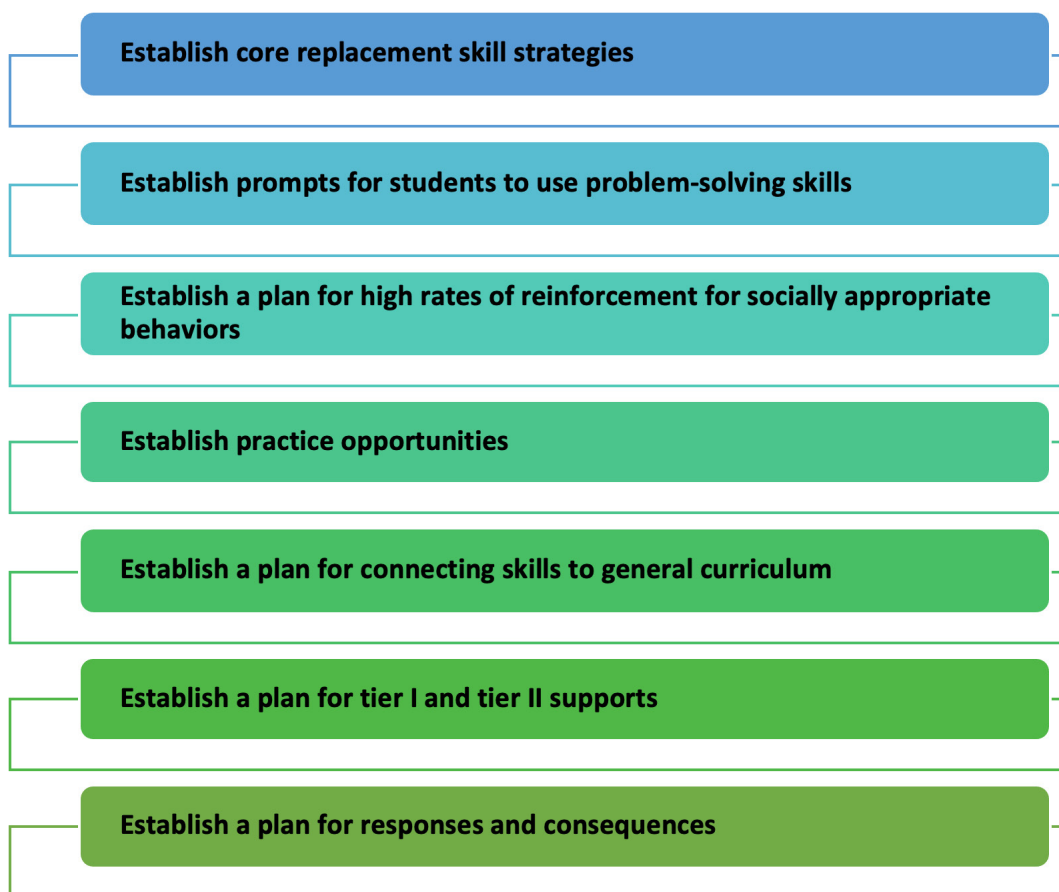 Establish core replacement skill strategies
Establish prompts for students to use problem-solving skills
Establish a plan for high rates of reinforcement for socially appropriate
behaviors
Establish practice opportunities
Establish a plan for connecting skills to general curriculum
Establish a plan for tier I and tier II supports
Establish a plan for responses and consequences